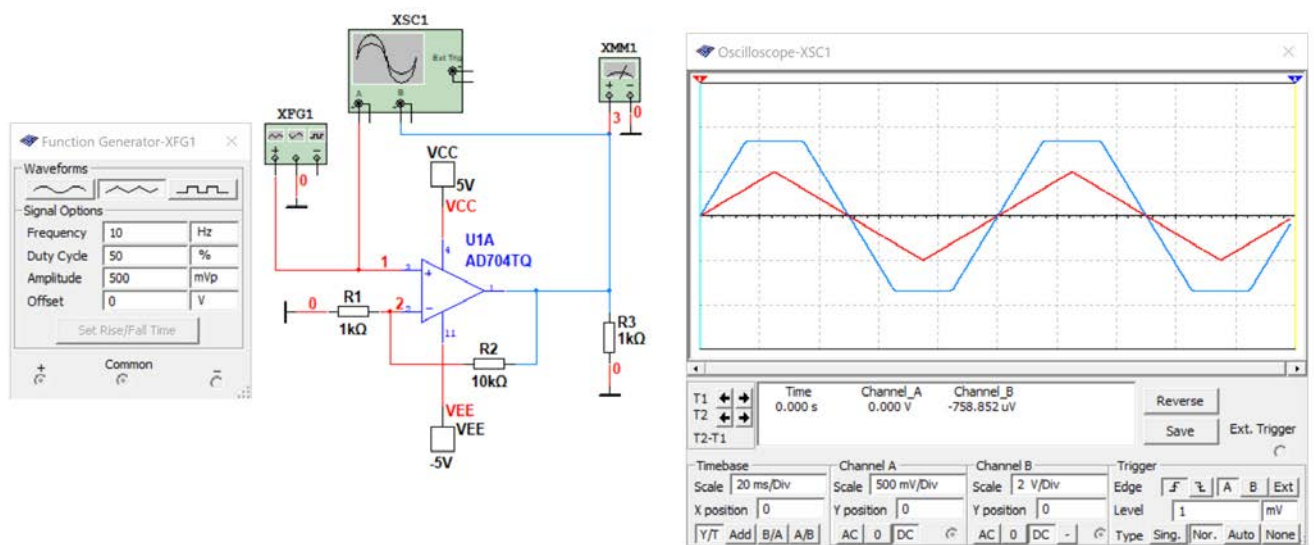 XSC1
Ext Trig
A B
XMM1
3 0
XFG1
0
Function Generator-XFG1
Waveforms
Signal Options
Frequency 10 Hz
Duty Cycle 50 %
Amplitude 500 mVp
Offset 0 V
Set Rise/Fall Time
+ Common -
VCC
5V
VCC
4
U1A
AD704TQ
1
3
1
2
2
11
0
R1
1kΩ
R2
10kΩ
R3
1kΩ
0
VEE
VEE
-5V
Oscilloscope-XSC1
Time Channel_A Channel_B
T1 0.000 s 0.000 V -758.852 uV
T2
T2-T1
Reverse
Save
Ext. Trigger
Timebase
Scale 20 ms/Div
X position 0
Y/T Add B/A A/B
Channel A
Scale 500 mV/Div
Y position 0
AC 0 DC
Channel B
Scale 2 V/Div
Y position 0
AC 0 DC -
Trigger
Edge A B Ext
Level 1 mV
Type Sing. Nor. Auto None